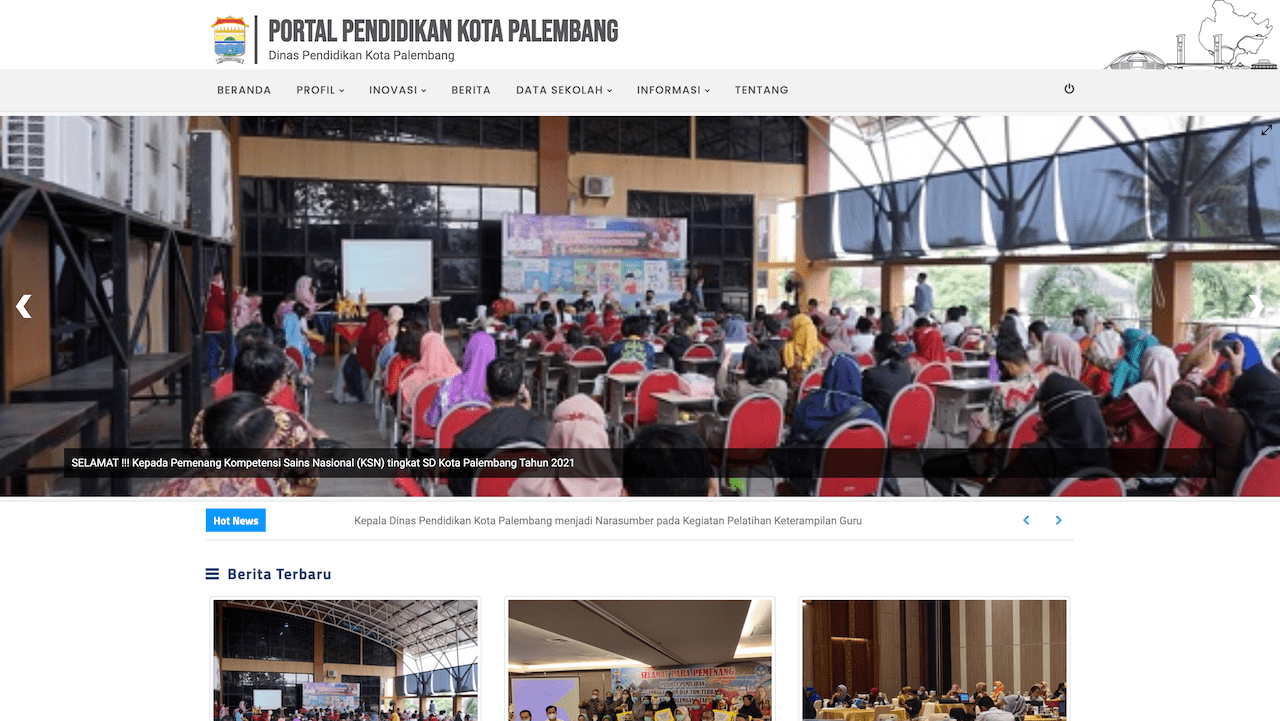 PORTAL PENDIDIKAN KOTA PALEMBANG
Dinas Pendidikan Kota Palembang
BERANDA PROFIL INOVASI BERITA DATA SEKOLAH INFORMASI TENTANG
SELAMAT !!! Kepada Pemenang Kompetensi Sains Nasional (KSN) tingkat SD Kota Palembang Tahun 2021
Hot News Kepala Dinas Pendidikan Kota Palembang menjadi Narasumber pada Kegiatan Pelatihan Keterampilan Guru
Berita Terbaru
SELAMAT PARA PEMENANG